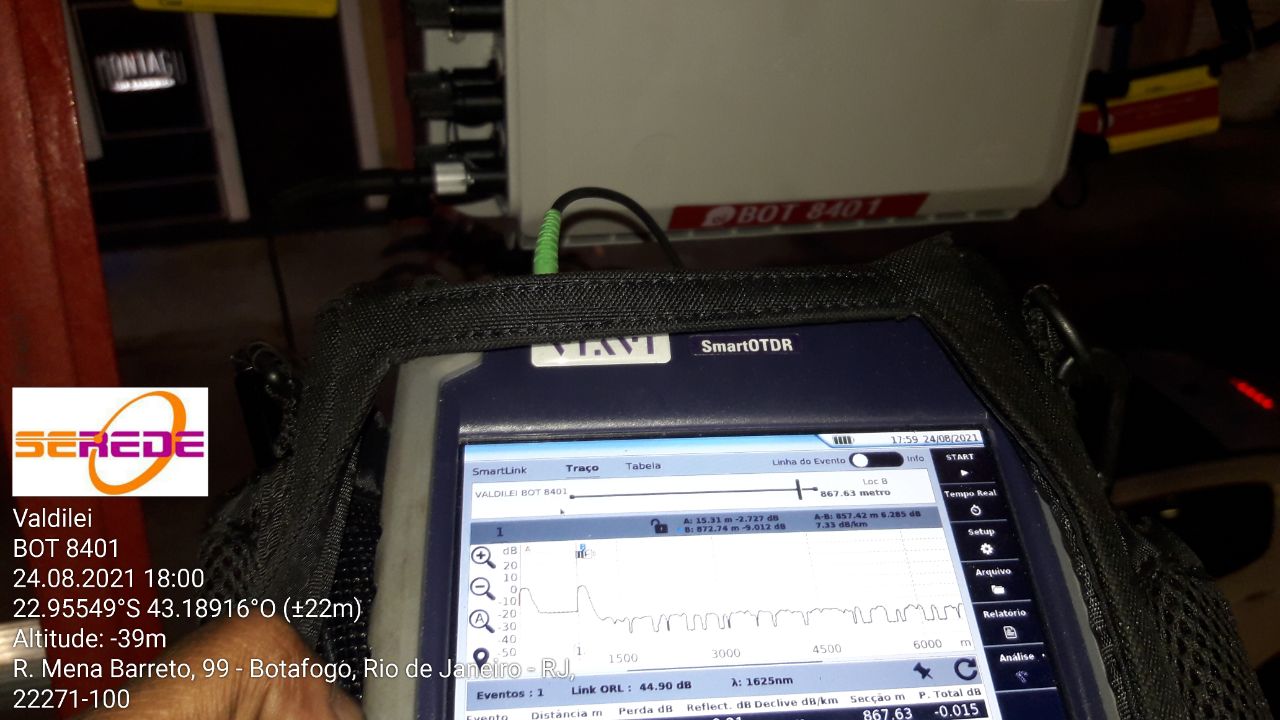 MONTAGU
BOT 8401
VIAVI
SmartOTDR
17:59 24/08/2021
SmartLink
Traço
Tabela
Linha do Evento
Info
START
VALDILEI BOT 8401
Loc B
867.63 metro
Tempo Real
1
A: 15.31 m -2.727 dB
A-B: 857.42 m 6.285 dB
B: 872.74 m -9.012 dB
7.33 dB/km
Setup
dB
A
B
20
10
0
-10
-20
-30
-40
-50
Arquivo
Relatório
1500
3000
4500
6000
m
Análise
Eventos : 1
Link ORL : 44.90 dB
λ: 1625nm
Evento
Distância m
Perda dB
Reflect. dB
Declive dB/km
Secção m
P. Total dB
867.63
-0.015
SEREDE
Valdilei
BOT 8401
24.08.2021 18:00
22.95549°S 43.18916°O (±22m)
Altitude: -39m
R. Mena Barreto, 99 - Botafogo, Rio de Janeiro - RJ,
22271-100